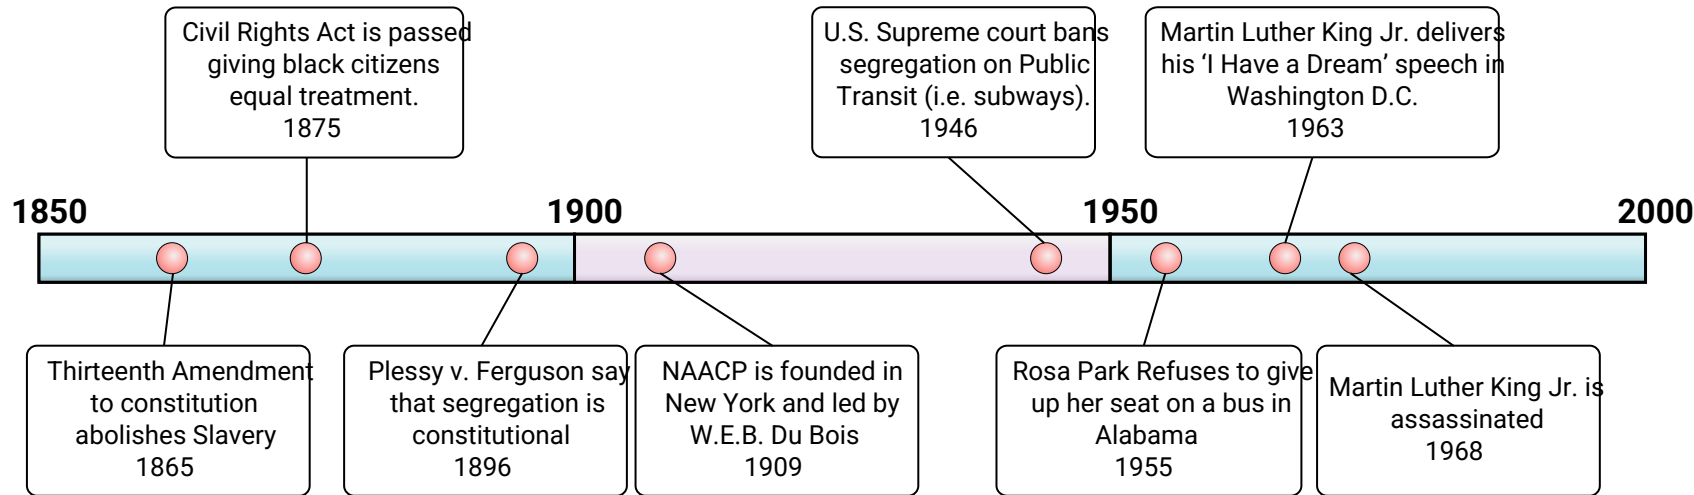 Civil Rights Act is passed
giving black citizens
equal treatment.
1875
U.S. Supreme court bans
segregation on Public
Transit (i.e. subways).
1946
Martin Luther King Jr. delivers
his ‘I Have a Dream’ speech in
Washington D.C.
1963
1850
1900
1950
2000
Thirteenth Amendment
to constitution
abolishes Slavery
1865
Plessy v. Ferguson say
that segregation is
constitutional
1896
NAACP is founded in
New York and led by
W.E.B. Du Bois
1909
Rosa Park Refuses to give
up her seat on a bus in
Alabama
1955
Martin Luther King Jr. is
assassinated
1968